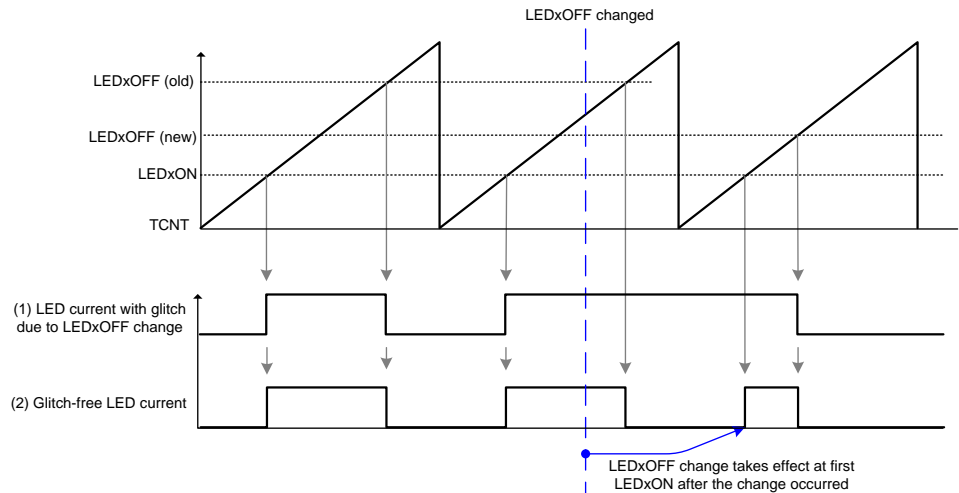 LEDxOFF changed
LEDxOFF (old)
LEDxOFF (new)
LEDxON
TCNT
(1) LED current with glitch
due to LEDxOFF change
(2) Glitch-free LED current
LEDxOFF change takes effect at first
LEDxON after the change occurred